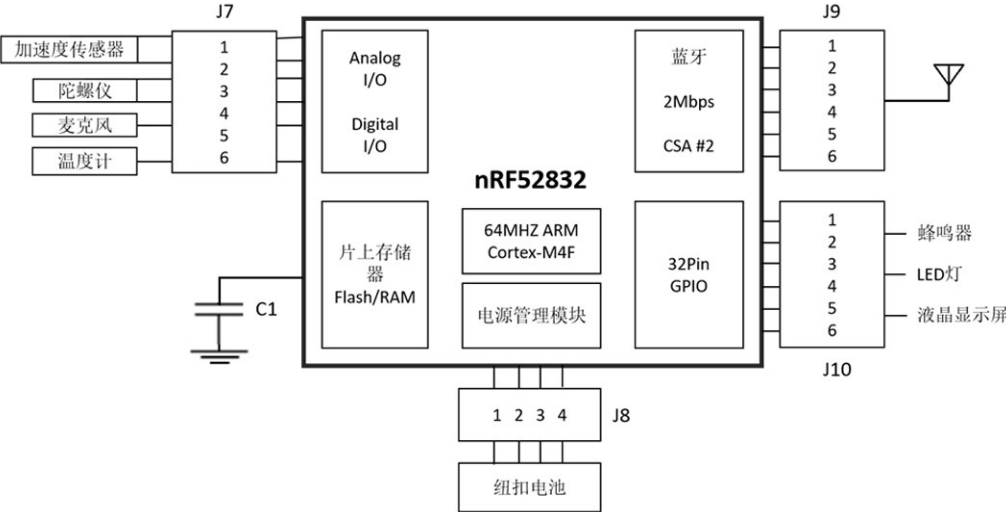 J7
加速度传感器
陀螺仪
麦克风
温度计
1
2
3
4
5
6
Analog
I/O
Digital
I/O
蓝牙
2Mbps
CSA #2
J9
1
2
3
4
5
6
nRF52832
片上存储
器
Flash/RAM
64MHZ ARM
Cortex-M4F
电源管理模块
32Pin
GPIO
1
2
3
4
5
6
蜂鸣器
LED灯
液晶显示屏
J10
C1
1 2 3 4
J8
纽扣电池